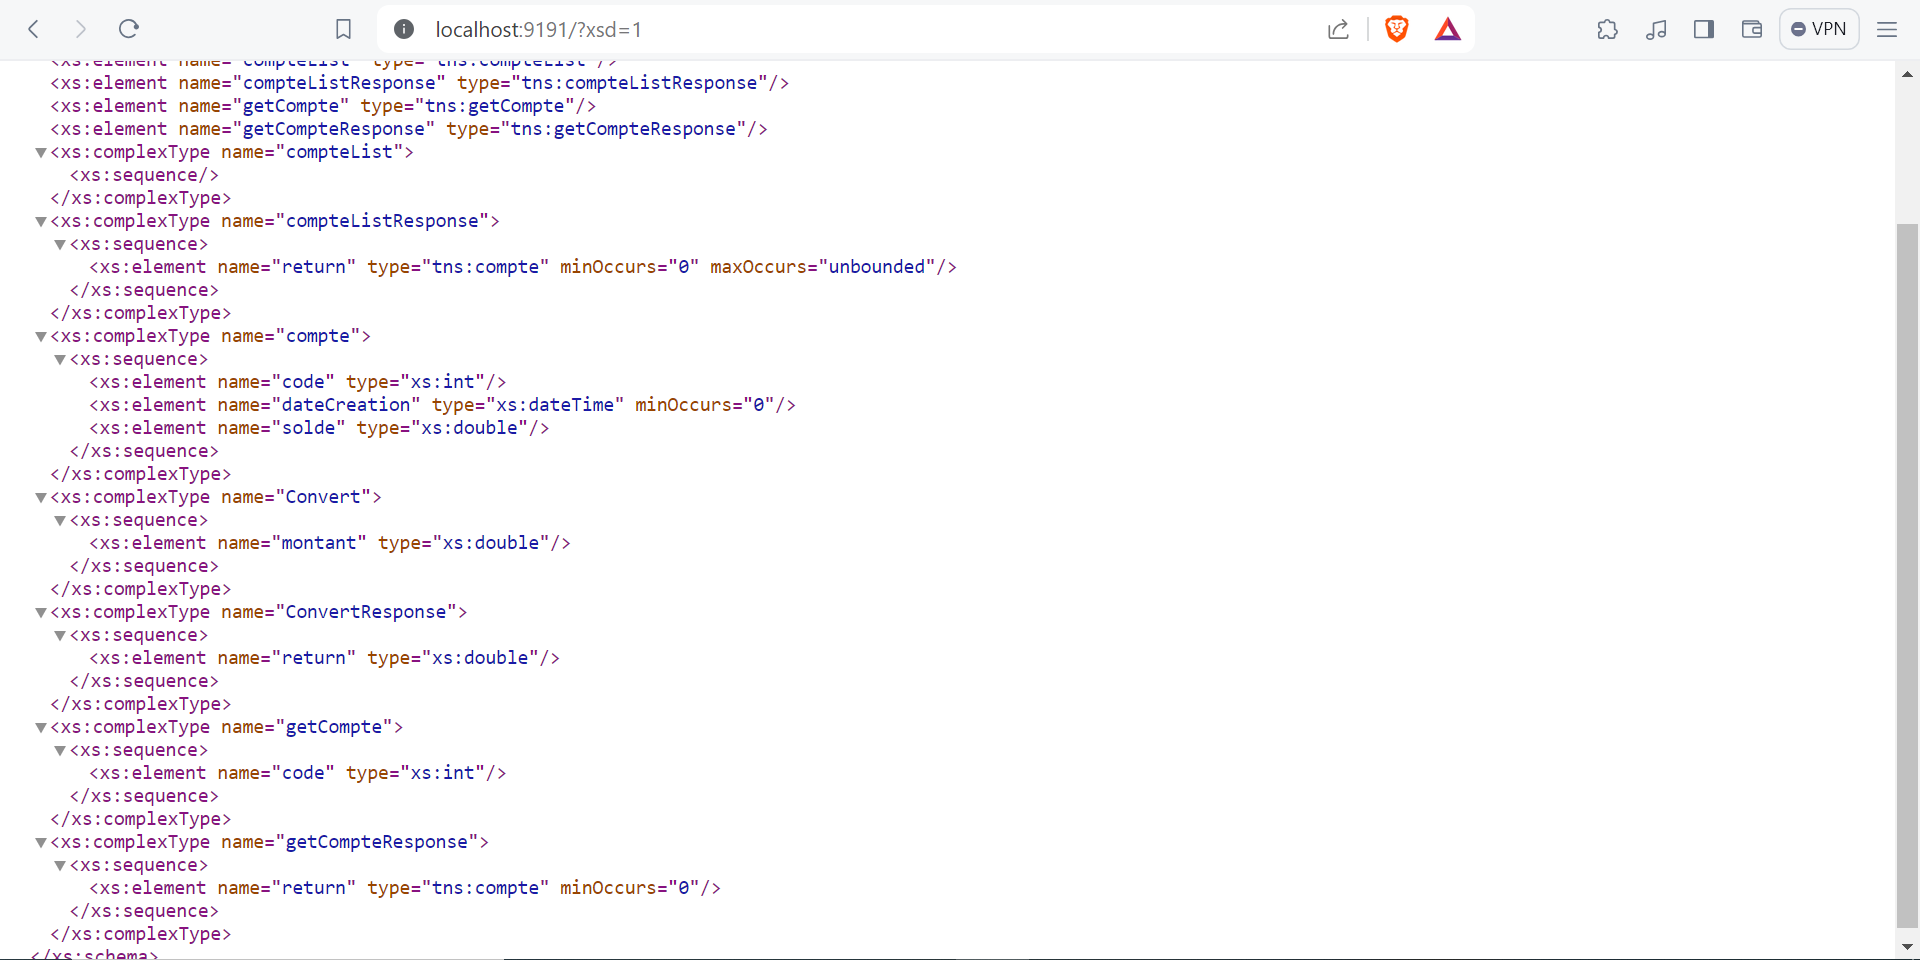 localhost:9191/?xsd=1
VPN
<xs:element name="compteList" type="tns:compteList"/>
<xs:element name="compteListResponse" type="tns:compteListResponse"/>
<xs:element name="getCompte" type="tns:getCompte"/>
<xs:element name="getCompteResponse" type="tns:getCompteResponse"/>
<xs:complexType name="compteList">
<xs:sequence/>
</xs:complexType>
<xs:complexType name="compteListResponse">
<xs:sequence>
<xs:element name="return" type="tns:compte" minOccurs="0" maxOccurs="unbounded"/>
</xs:sequence>
</xs:complexType>
<xs:complexType name="compte">
<xs:sequence>
<xs:element name="code" type="xs:int"/>
<xs:element name="dateCreation" type="xs:dateTime" minOccurs="0"/>
<xs:element name="solde" type="xs:double"/>
</xs:sequence>
</xs:complexType>
<xs:complexType name="Convert">
<xs:sequence>
<xs:element name="montant" type="xs:double"/>
</xs:sequence>
</xs:complexType>
<xs:complexType name="ConvertResponse">
<xs:sequence>
<xs:element name="return" type="xs:double"/>
</xs:sequence>
</xs:complexType>
<xs:complexType name="getCompte">
<xs:sequence>
<xs:element name="code" type="xs:int"/>
</xs:sequence>
</xs:complexType>
<xs:complexType name="getCompteResponse">
<xs:sequence>
<xs:element name="return" type="tns:compte" minOccurs="0"/>
</xs:sequence>
</xs:complexType>
</xs:schema>